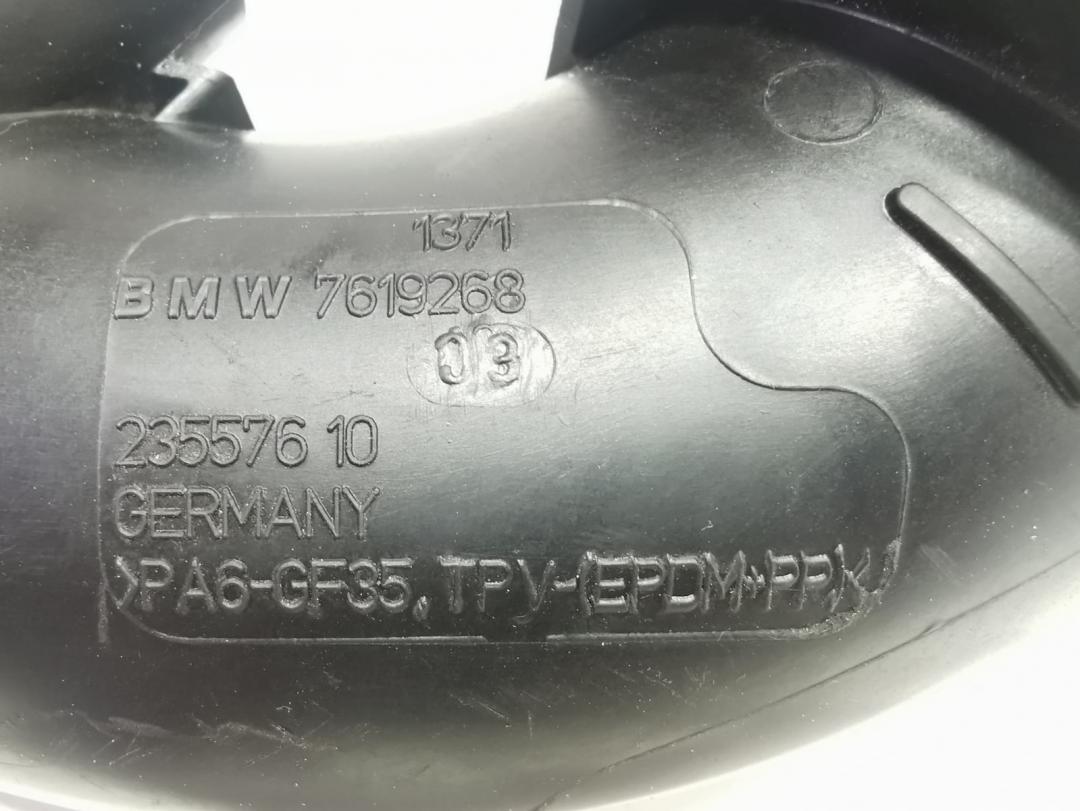 1371
BMW 7619268
03
235576 10
GERMANY
>PA6-GF35,TPV-(EPDM+PP)<